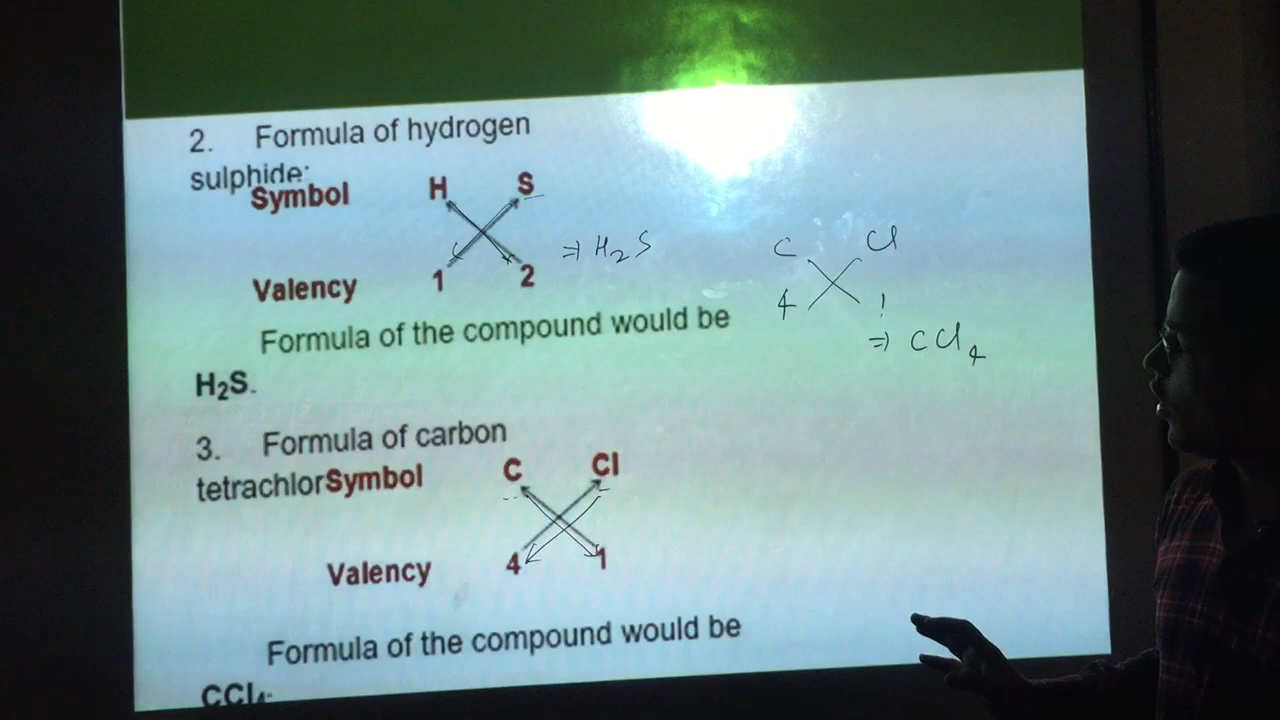 2. Formula of hydrogen
sulphide:
Symbol H S
Valency 1 2
⇒ H₂S
C Cl
4 1
⇒ CCl₄
Formula of the compound would be
H₂S.
3. Formula of carbon
tetrachlorSymbol C Cl
Valency 4 1
Formula of the compound would be
CCl₄.